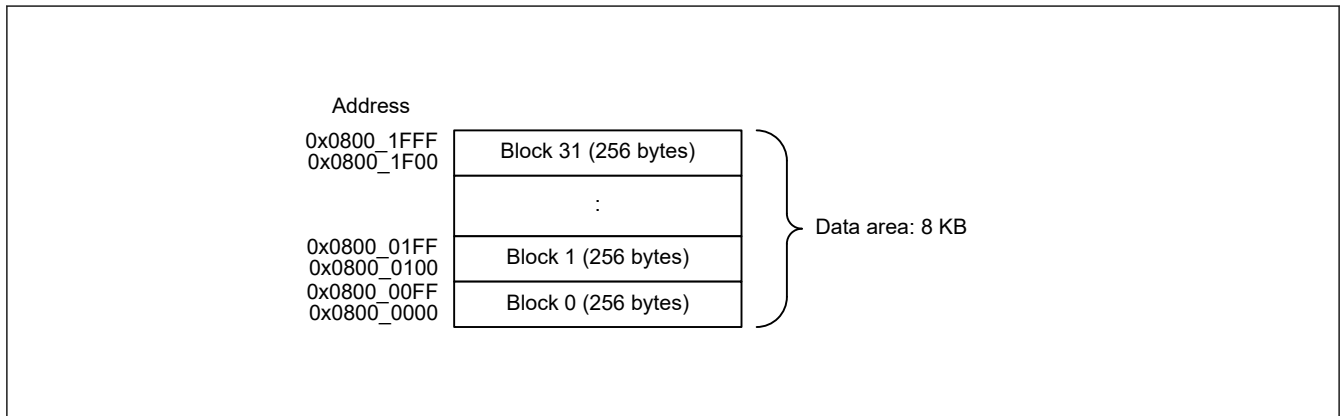 Address
0x0800_1FFF
0x0800_1F00
Block 31 (256 bytes)
:
Data area: 8 KB
0x0800_01FF
0x0800_0100
Block 1 (256 bytes)
0x0800_00FF
0x0800_0000
Block 0 (256 bytes)